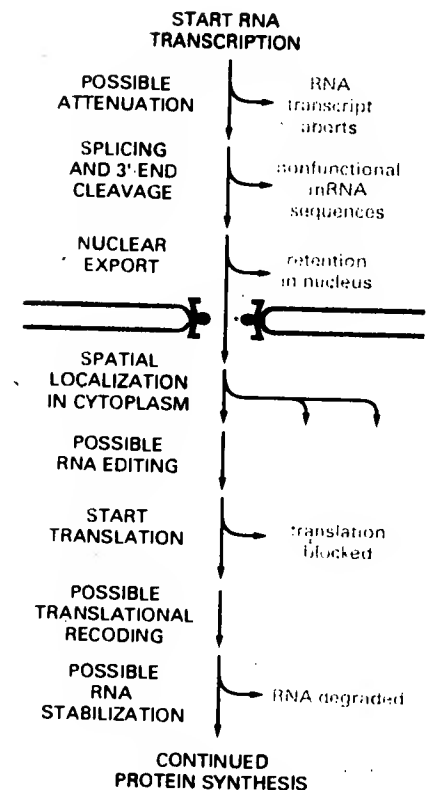 START RNA
TRANSCRIPTION
POSSIBLE
ATTENUATION
RNA
transcript
aborts
SPLICING
AND 3'-END
CLEAVAGE
nonfunctional
mRNA
sequences
NUCLEAR
EXPORT
retention
in nucleus
SPATIAL
LOCALIZATION
IN CYTOPLASM
POSSIBLE
RNA EDITING
START
TRANSLATION
translation
blocked
POSSIBLE
TRANSLATIONAL
RECODING
POSSIBLE
RNA
STABILIZATION
RNA degraded
CONTINUED
PROTEIN SYNTHESIS